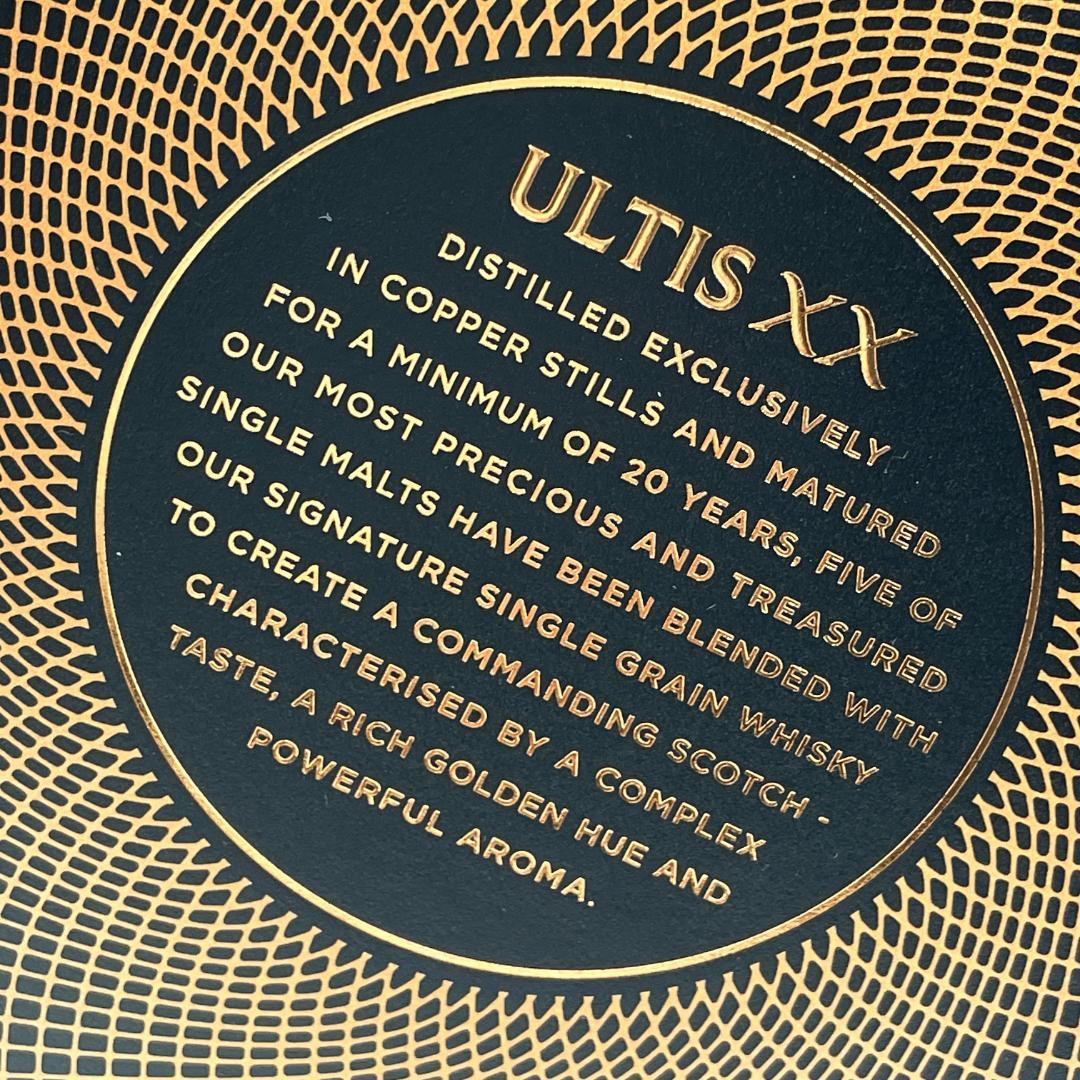 ULTIS XX
DISTILLED EXCLUSIVELY
IN COPPER STILLS AND MATURED
FOR A MINIMUM OF 20 YEARS, FIVE OF
OUR MOST PRECIOUS AND TREASURED
SINGLE MALTS HAVE BEEN BLENDED WITH
OUR SIGNATURE SINGLE GRAIN WHISKY
TO CREATE A COMMANDING SCOTCH -
CHARACTERISED BY A COMPLEX
TASTE, A RICH GOLDEN HUE AND
POWERFUL AROMA.